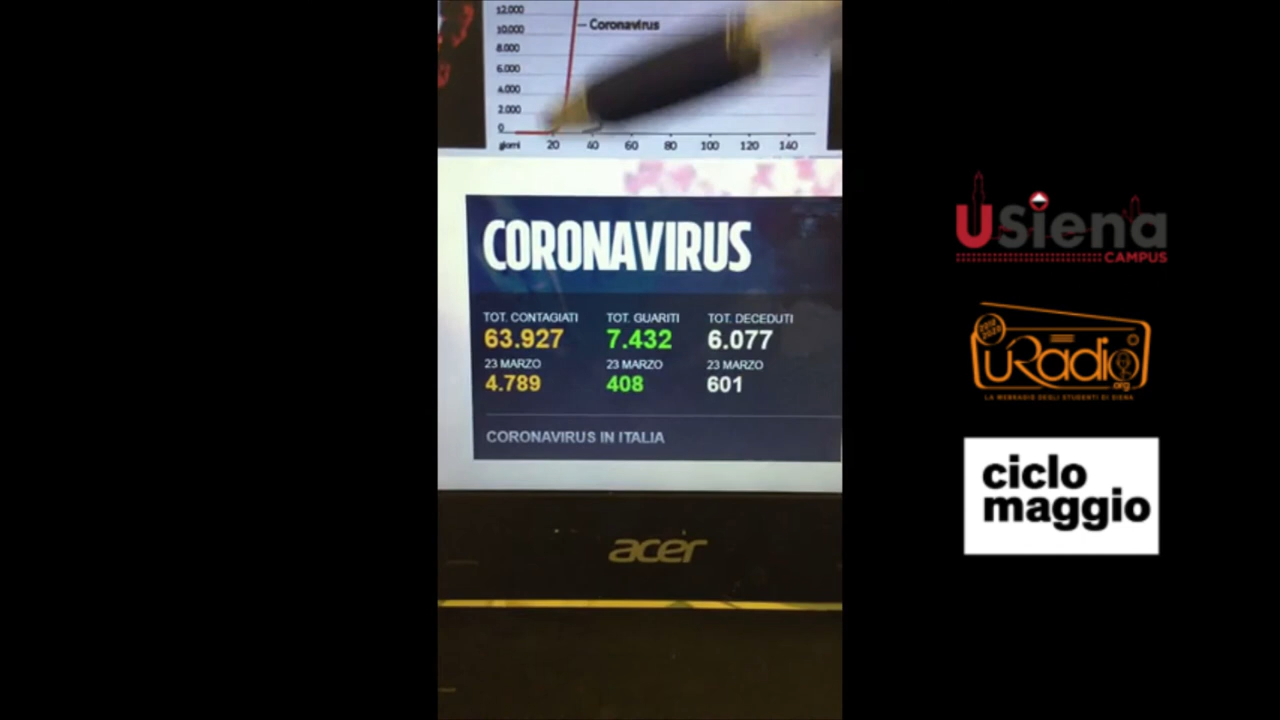 12.000
10.000
8.000
6.000
4.000
2.000
0
Coronavirus
giorni 20 40 60 80 100 120 140
CORONAVIRUS
TOT. CONTAGIATI TOT. GUARITI TOT. DECEDUTI
63.927 7.432 6.077
23 MARZO 23 MARZO 23 MARZO
4.789 408 601
CORONAVIRUS IN ITALIA
acer
USiena
CAMPUS
uRadio
.org
LA WEBRADIO DEGLI STUDENTI DI SIENA
ciclo
maggio